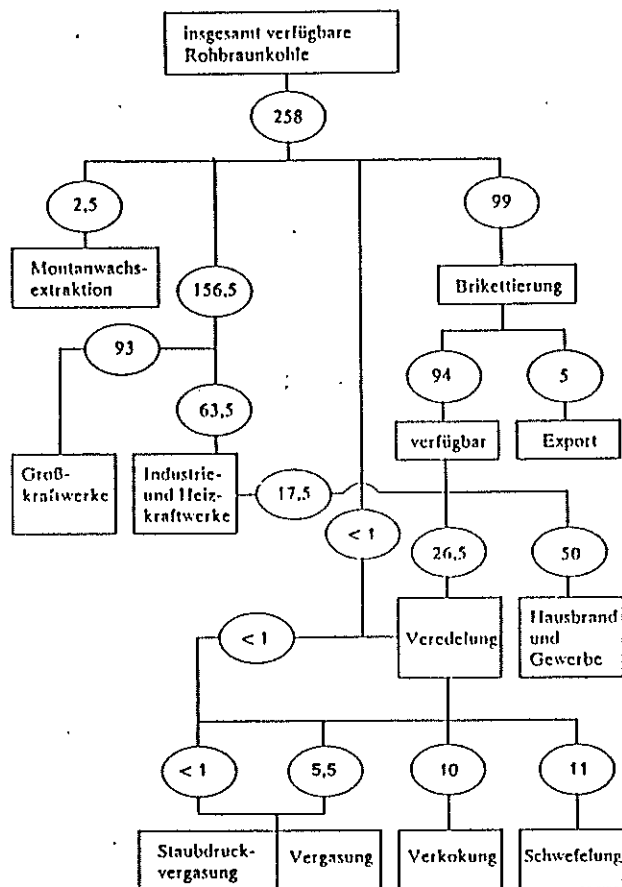 insgesamt verfügbare
Rohbraunkohle
258
2,5
99
Montanwachs-
extraktion
156,5
Brikettierung
93
94
5
63,5
verfügbar
Export
Groß-
kraftwerke
Industrie-
und Heiz-
kraftwerke
17,5
< 1
26,5
50
< 1
Veredelung
Hausbrand
und
Gewerbe
< 1
5,5
10
11
Staubdruck-
vergasung
Vergasung
Verkokung
Schwefelung